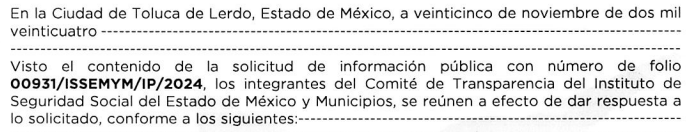 En la Ciudad de Toluca de Lerdo, Estado de México, a veinticinco de noviembre de dos mil
veinticuatro ------------------------------------------------------------------------------------
----------------------------------------------------------------------------------------------------
Visto el contenido de la solicitud de información pública con número de folio
00931/ISSEMYM/IP/2024, los integrantes del Comité de Transparencia del Instituto de
Seguridad Social del Estado de México y Municipios, se reúnen a efecto de dar respuesta a
lo solicitado, conforme a los siguientes:--------------------------------------------------------